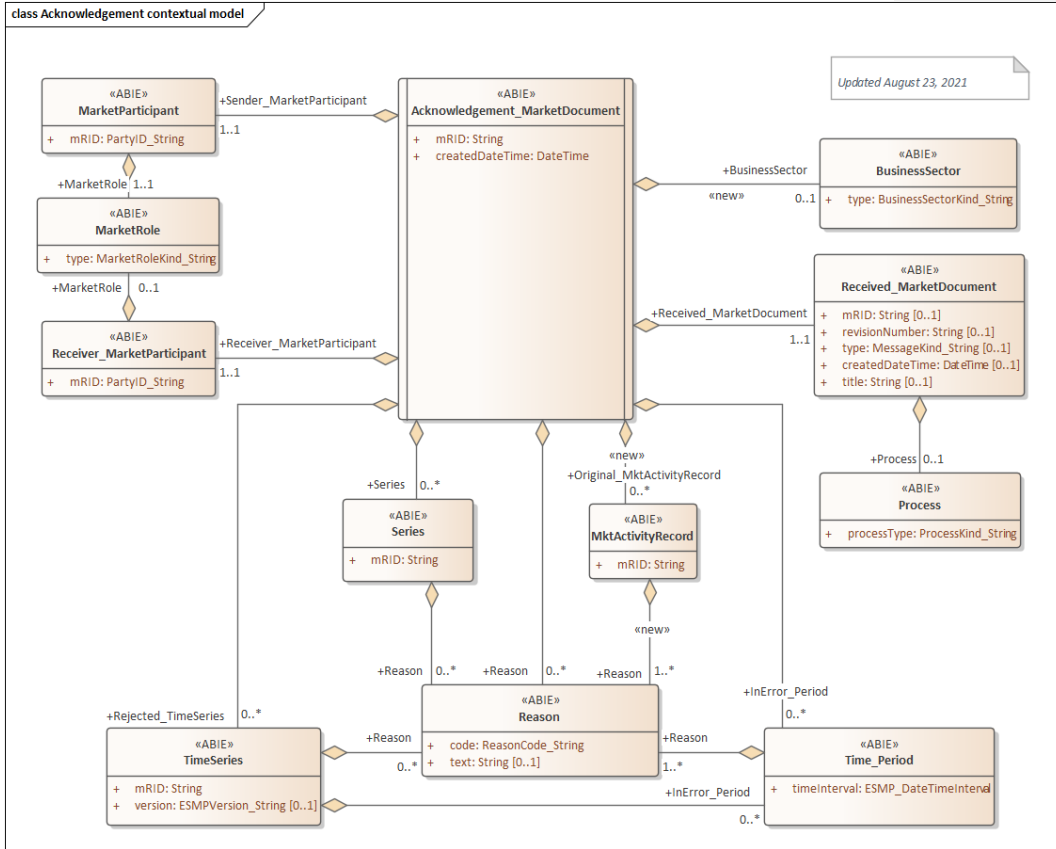 class Acknowledgement contextual model
Updated August 23, 2021
«ABIE»
MarketParticipant
+ mRID: PartyID_String
+Sender_MarketParticipant
1..1
«ABIE»
Acknowledgement_MarketDocument
+ mRID: String
+ createdDateTime: DateTime
+BusinessSector
«new»
0..1
«ABIE»
BusinessSector
+ type: BusinessSectorKind_String
+MarketRole 1..1
«ABIE»
MarketRole
+ type: MarketRoleKind_String
+MarketRole 0..1
«ABIE»
Receiver_MarketParticipant
+ mRID: PartyID_String
+Receiver_MarketParticipant
1..1
+Received_MarketDocument
1..1
«ABIE»
Received_MarketDocument
+ mRID: String [0..1]
+ revisionNumber: String [0..1]
+ type: MessageKind_String [0..1]
+ createdDateTime: DateTime [0..1]
+ title: String [0..1]
+Process 0..1
«ABIE»
Process
+ processType: ProcessKind_String
+Series 0..*
«ABIE»
Series
+ mRID: String
«new»
+Original_MktActivityRecord
0..*
«ABIE»
MktActivityRecord
+ mRID: String
«new»
+Reason 0..*
+Reason 0..*
+Reason 1..*
«ABIE»
Reason
+ code: ReasonCode_String
+ text: String [0..1]
+Rejected_TimeSeries 0..*
«ABIE»
TimeSeries
+ mRID: String
+ version: ESMPVersion_String [0..1]
+Reason
0..*
+Reason
1..*
+InError_Period
0..*
«ABIE»
Time_Period
+ timeInterval: ESMP_DateTimeInterval
+InError_Period
0..*